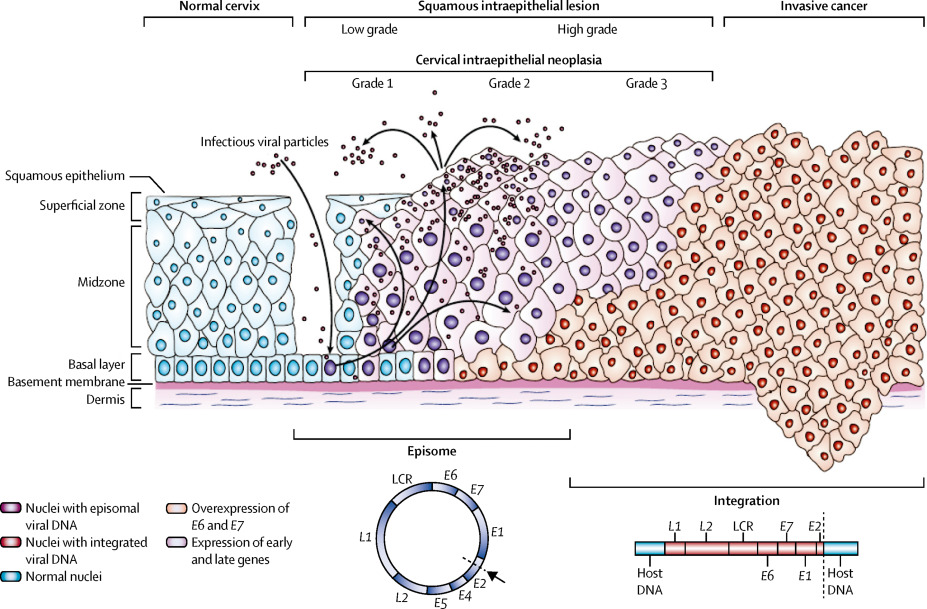 Normal cervix
Squamous intraepithelial lesion
Invasive cancer
Low grade
High grade
Cervical intraepithelial neoplasia
Grade 1
Grade 2
Grade 3
Infectious viral particles
Squamous epithelium
Superficial zone
Midzone
Basal layer
Basement membrane
Dermis
Episome
LCR
E6
E7
E1
E2
E4
E5
L2
L1
Integration
L1
L2
LCR
E7
E2
E6
E1
Host
DNA
Host
DNA
Nuclei with episomal
viral DNA
Nuclei with integrated
viral DNA
Normal nuclei
Overexpression of
E6 and E7
Expression of early
and late genes